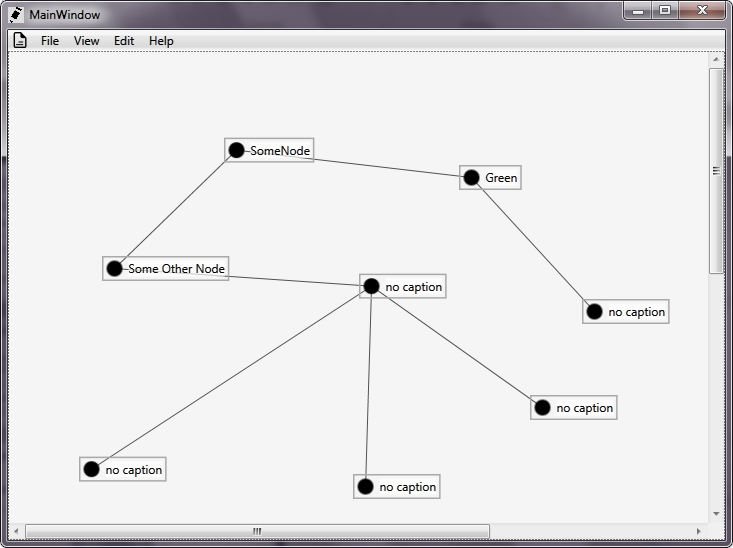 MainWindow
File View Edit Help
SomeNode
Green
Some Other Node
no caption
no caption
no caption
no caption
no caption